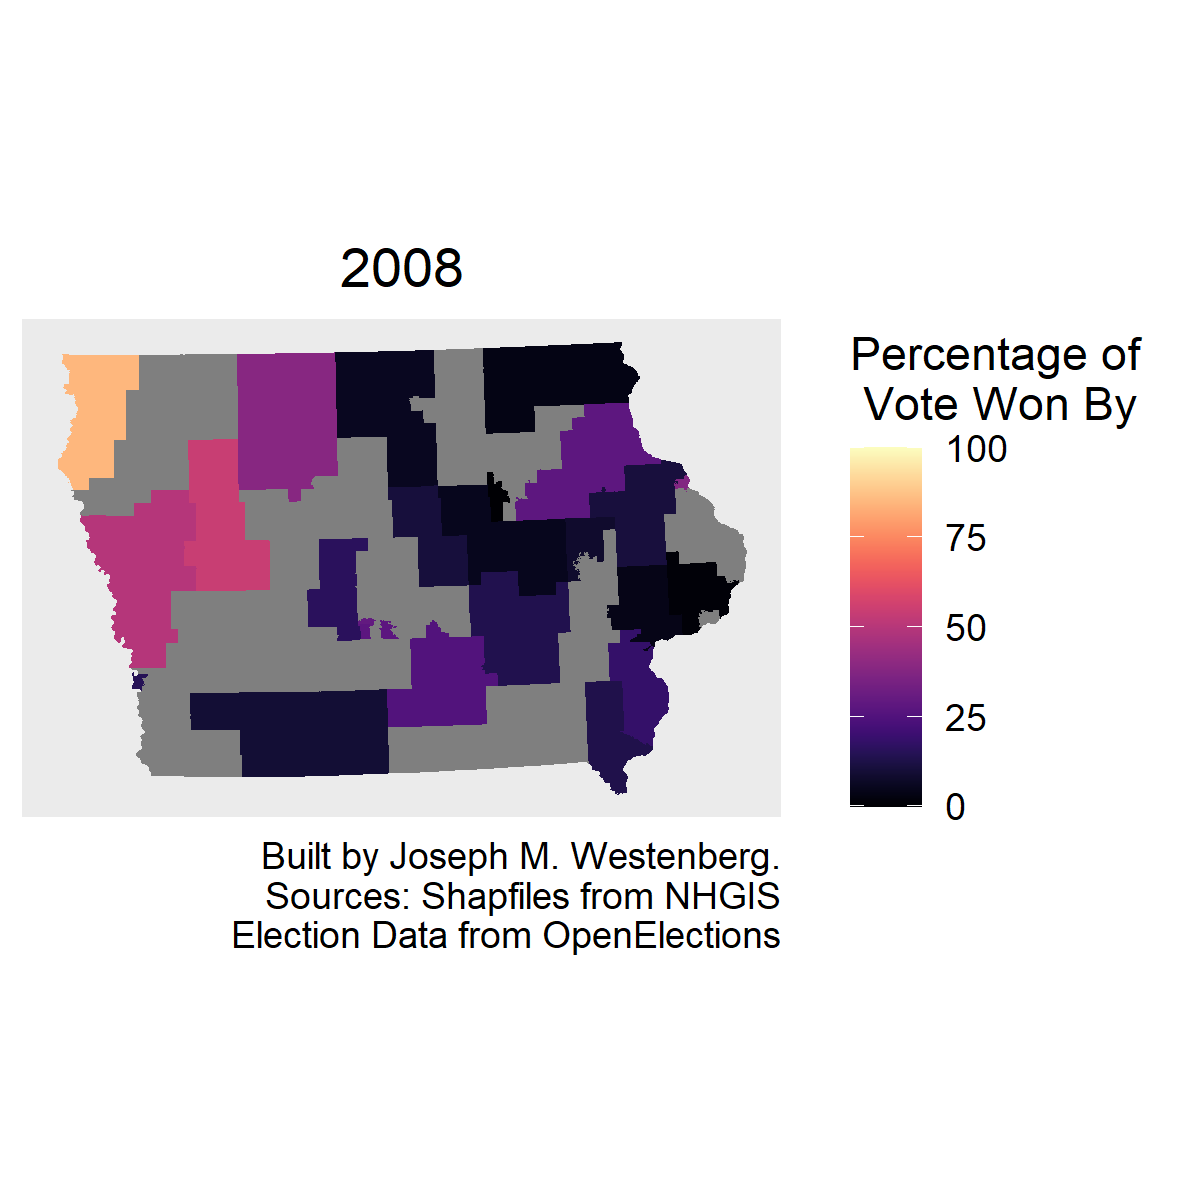 2008
Percentage of
Vote Won By
100
75
50
25
0
Built by Joseph M. Westenberg.
Sources: Shapfiles from NHGIS
Election Data from OpenElections